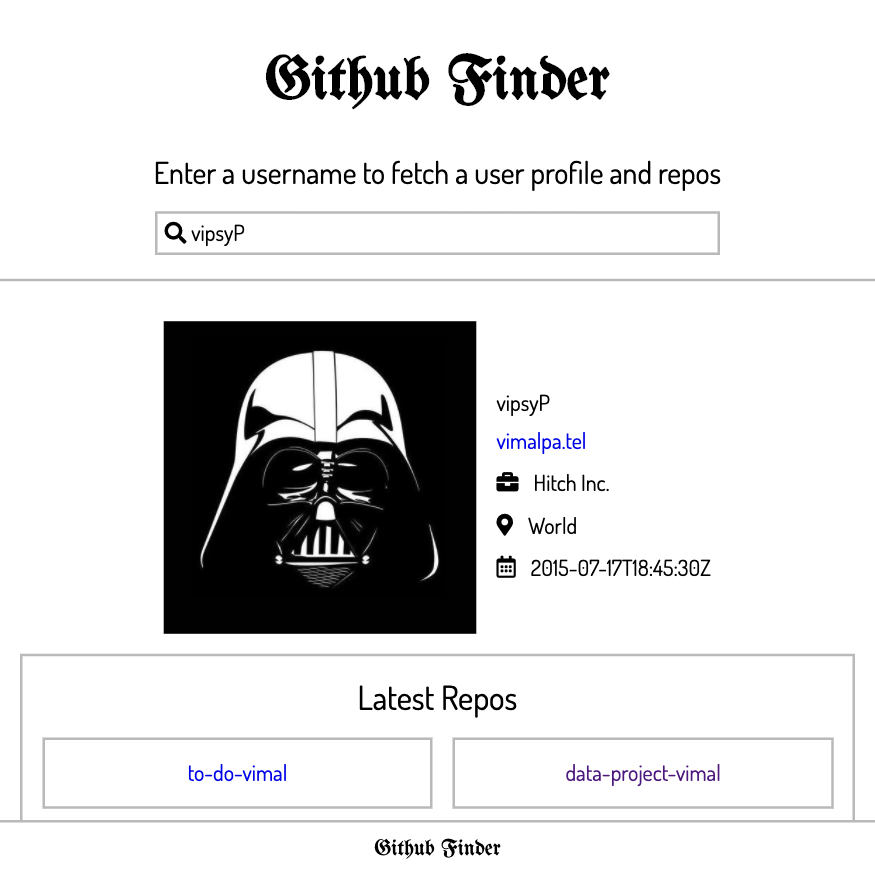 Github Finder
Enter a username to fetch a user profile and repos
vipsyP
vipsyP
vimalpa.tel
Hitch Inc.
World
2015-07-17T18:45:30Z
Latest Repos
to-do-vimal
data-project-vimal
Github Finder